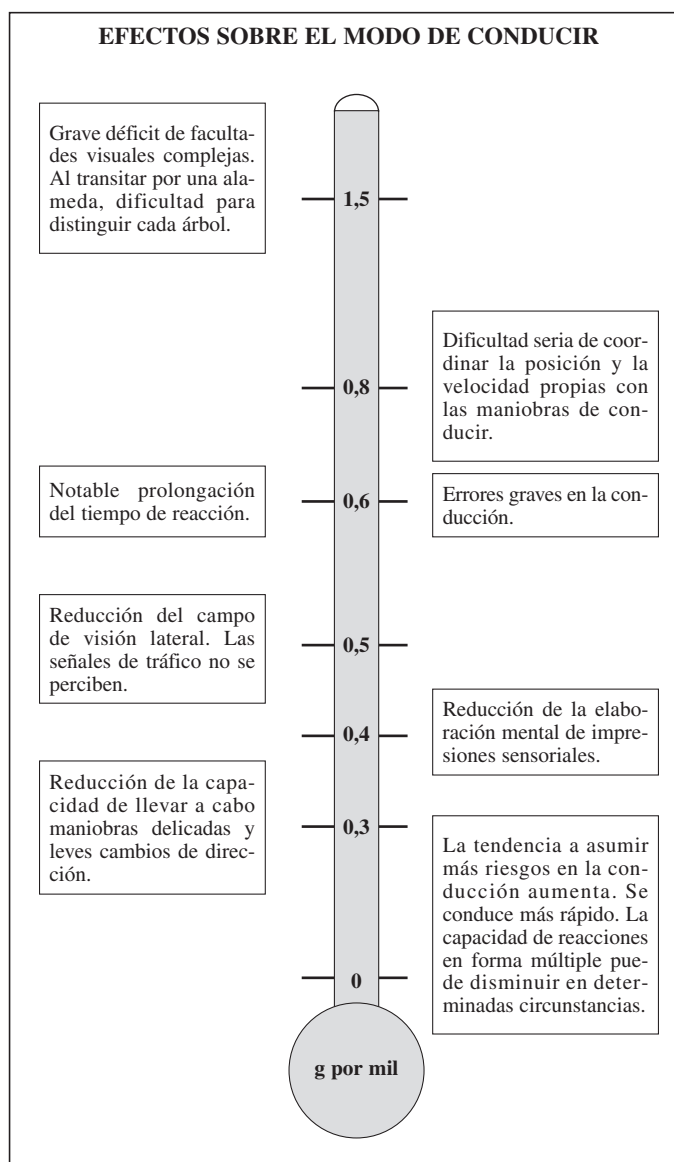 EFECTOS SOBRE EL MODO DE CONDUCIR
Grave déficit de faculta-
des visuales complejas.
Al transitar por una ala-
meda, dificultad para
distinguir cada árbol.
1,5
Dificultad seria de coor-
dinar la posición y la
velocidad propias con
las maniobras de con-
ducir.
0,8
Notable prolongación
del tiempo de reacción.
0,6
Errores graves en la con-
ducción.
Reducción del campo
de visión lateral. Las
señales de tráfico no se
perciben.
0,5
Reducción de la elabo-
ración mental de impre-
siones sensoriales.
0,4
Reducción de la capa-
cidad de llevar a cabo
maniobras delicadas y
leves cambios de direc-
ción.
0,3
La tendencia a asumir
más riesgos en la con-
ducción aumenta. Se
conduce más rápido. La
capacidad de reacciones
en forma múltiple pue-
de disminuir en deter-
minadas circunstancias.
0
g por mil